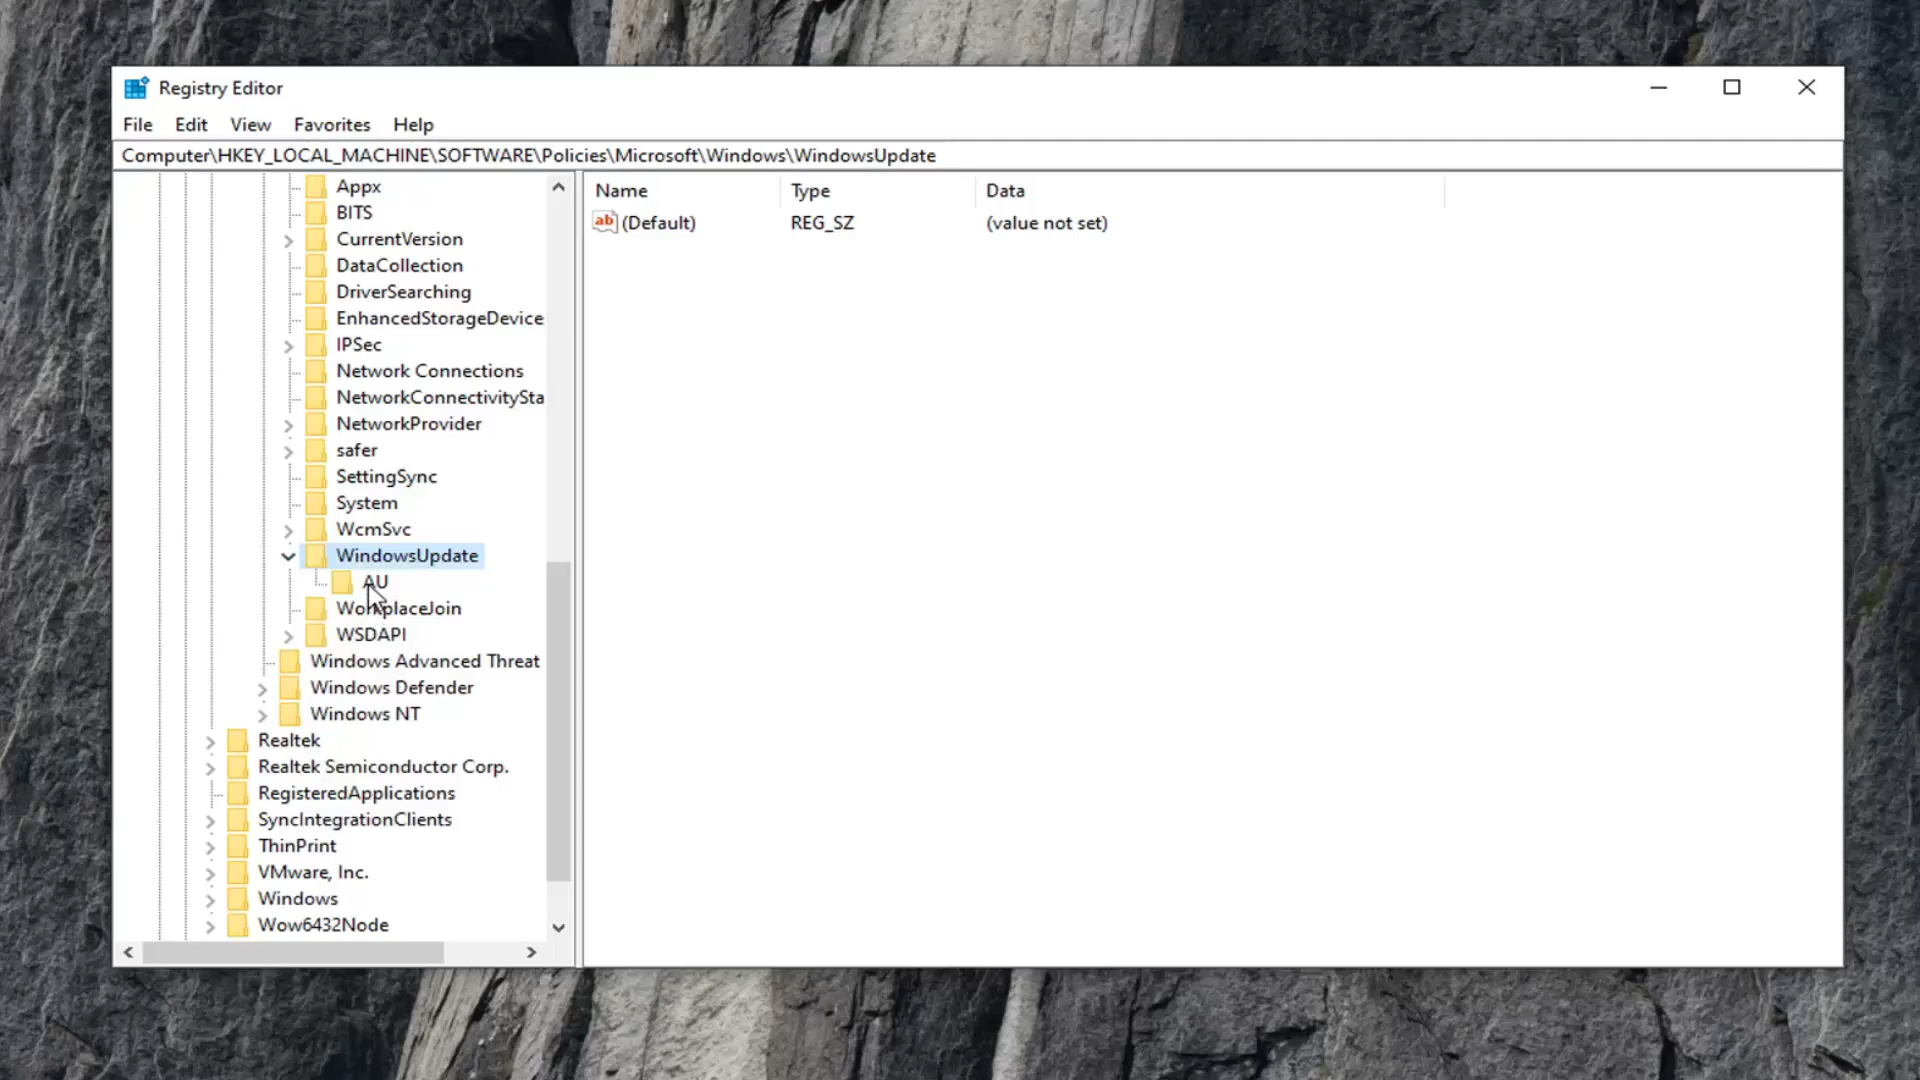 Registry Editor
File Edit View Favorites Help
Computer\HKEY_LOCAL_MACHINE\SOFTWARE\Policies\Microsoft\Windows\WindowsUpdate
Appx
BITS
CurrentVersion
DataCollection
DriverSearching
EnhancedStorageDevice
IPSec
Network Connections
NetworkConnectivitySta
NetworkProvider
safer
SettingSync
System
WcmSvc
WindowsUpdate
AU
WorkplaceJoin
WSDAPI
Windows Advanced Threat
Windows Defender
Windows NT
Realtek
Realtek Semiconductor Corp.
RegisteredApplications
SyncIntegrationClients
ThinPrint
VMware, Inc.
Windows
Wow6432Node
Name Type Data
ab (Default) REG_SZ (value not set)